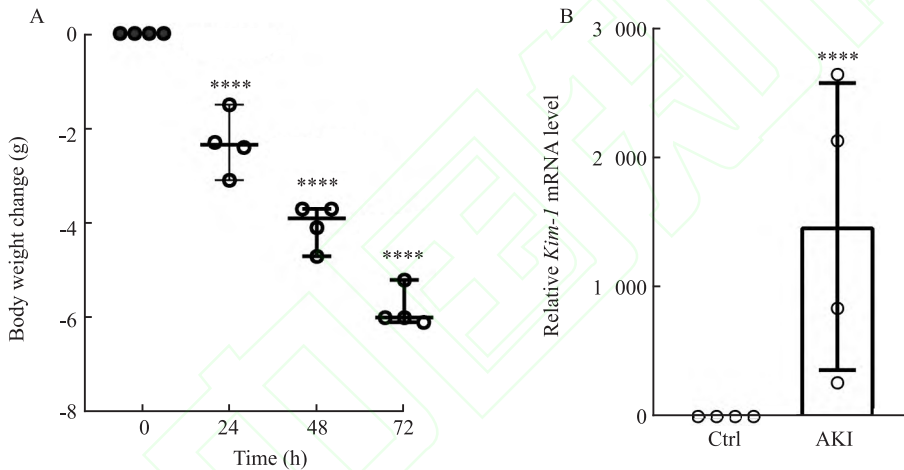 A
Body weight change (g)
0
-2
-4
-6
-8
****
****
****
0
24
48
72
Time (h)
B
Relative Kim-1 mRNA level
3 000
2 000
1 000
0
****
Ctrl
AKI